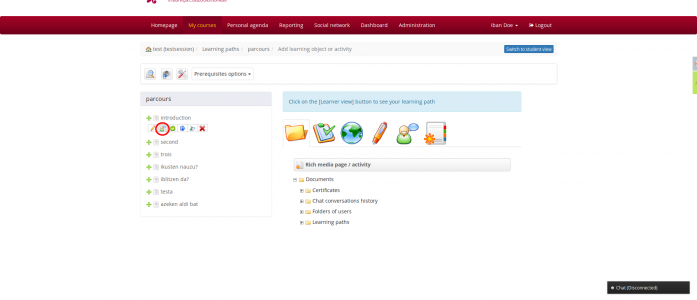 Homepage My courses Personal agenda Reporting Social network Dashboard Administration Iban Doe Logout
test (testsession) / Learning paths / parcours / Add learning object or activity
Switch to student view
Prerequisites options
parcours
Click on the [Learner view] button to see your learning path
introduction
second
trois
ikusten nauzu?
ibiltzen da?
testa
azeken aldi bat
Rich media page / activity
Documents
Certificates
Chat conversations history
Folders of users
Learning paths
Chat (Disconnected)